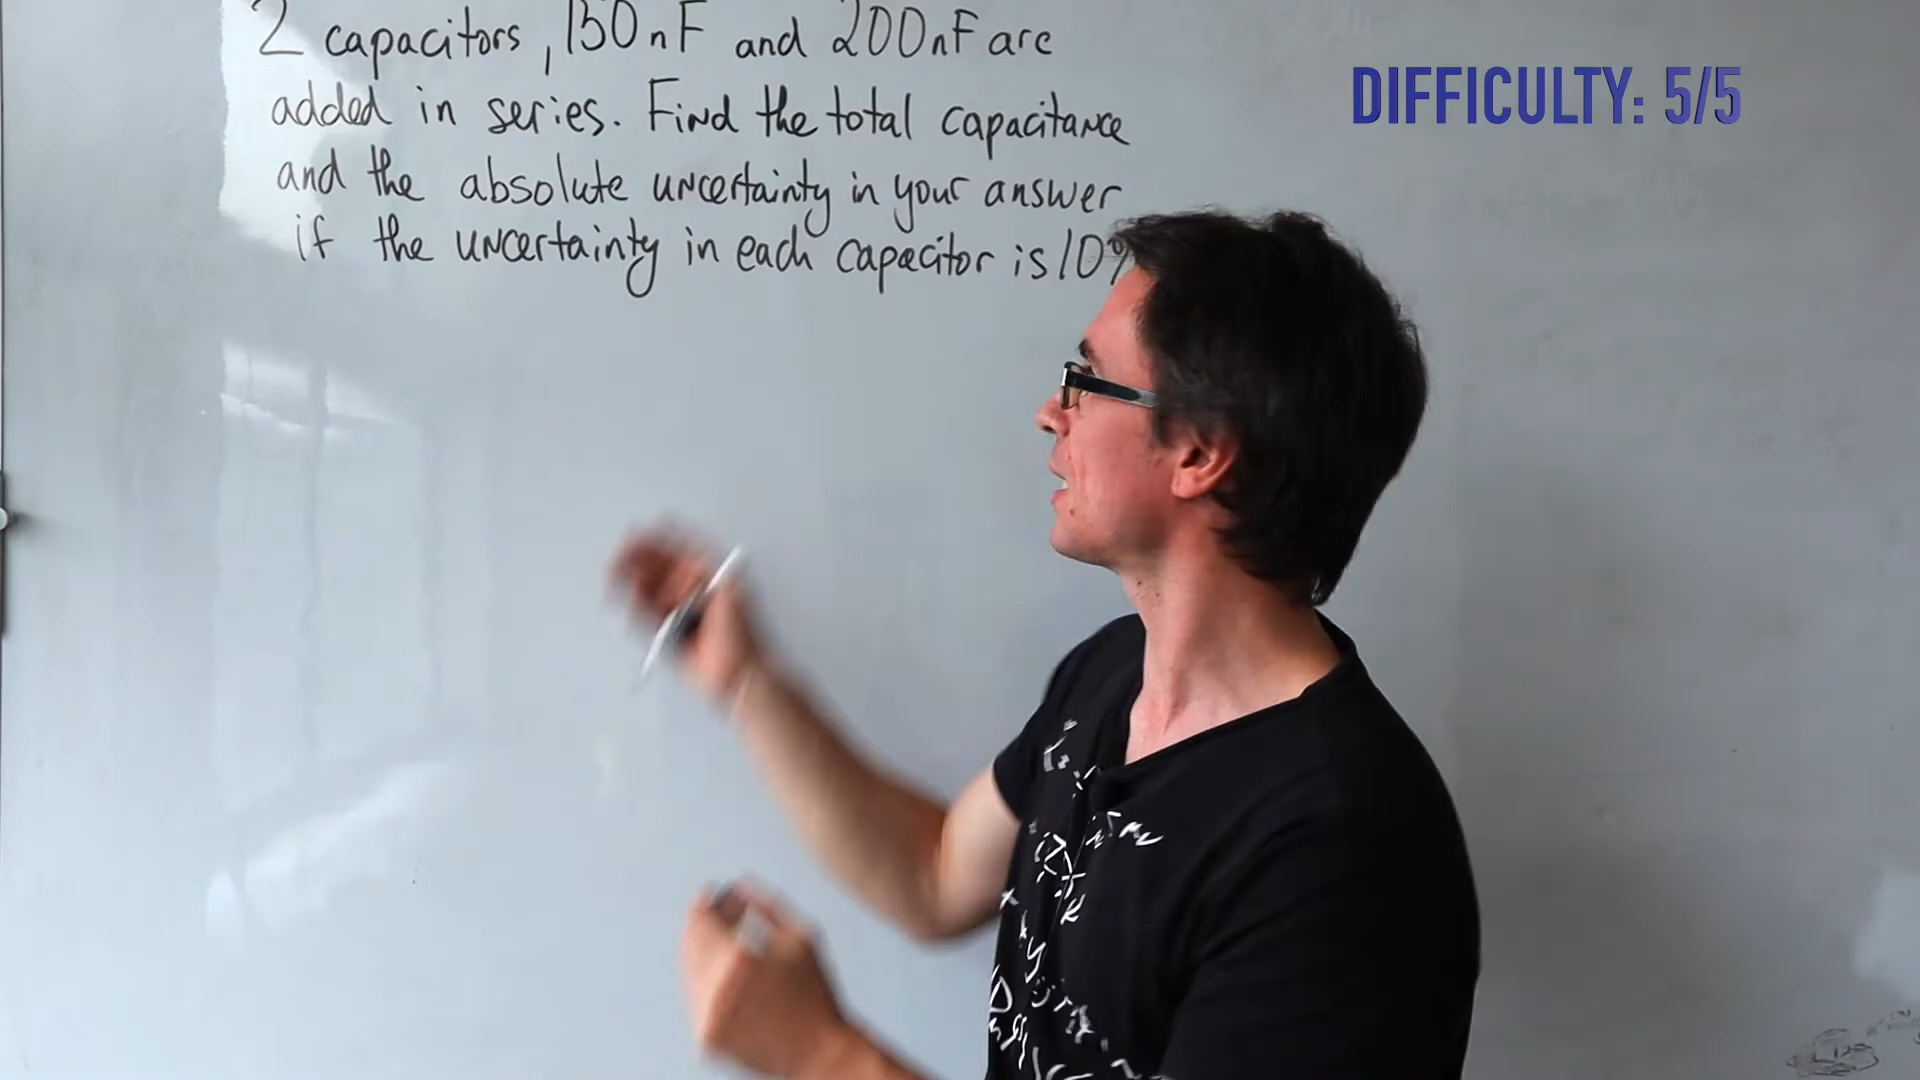 2 capacitors, 150nF and 200nF are
added in series. Find the total capacitance
and the absolute uncertainty in your answer
if the uncertainty in each capacitor is 10%
DIFFICULTY: 5/5